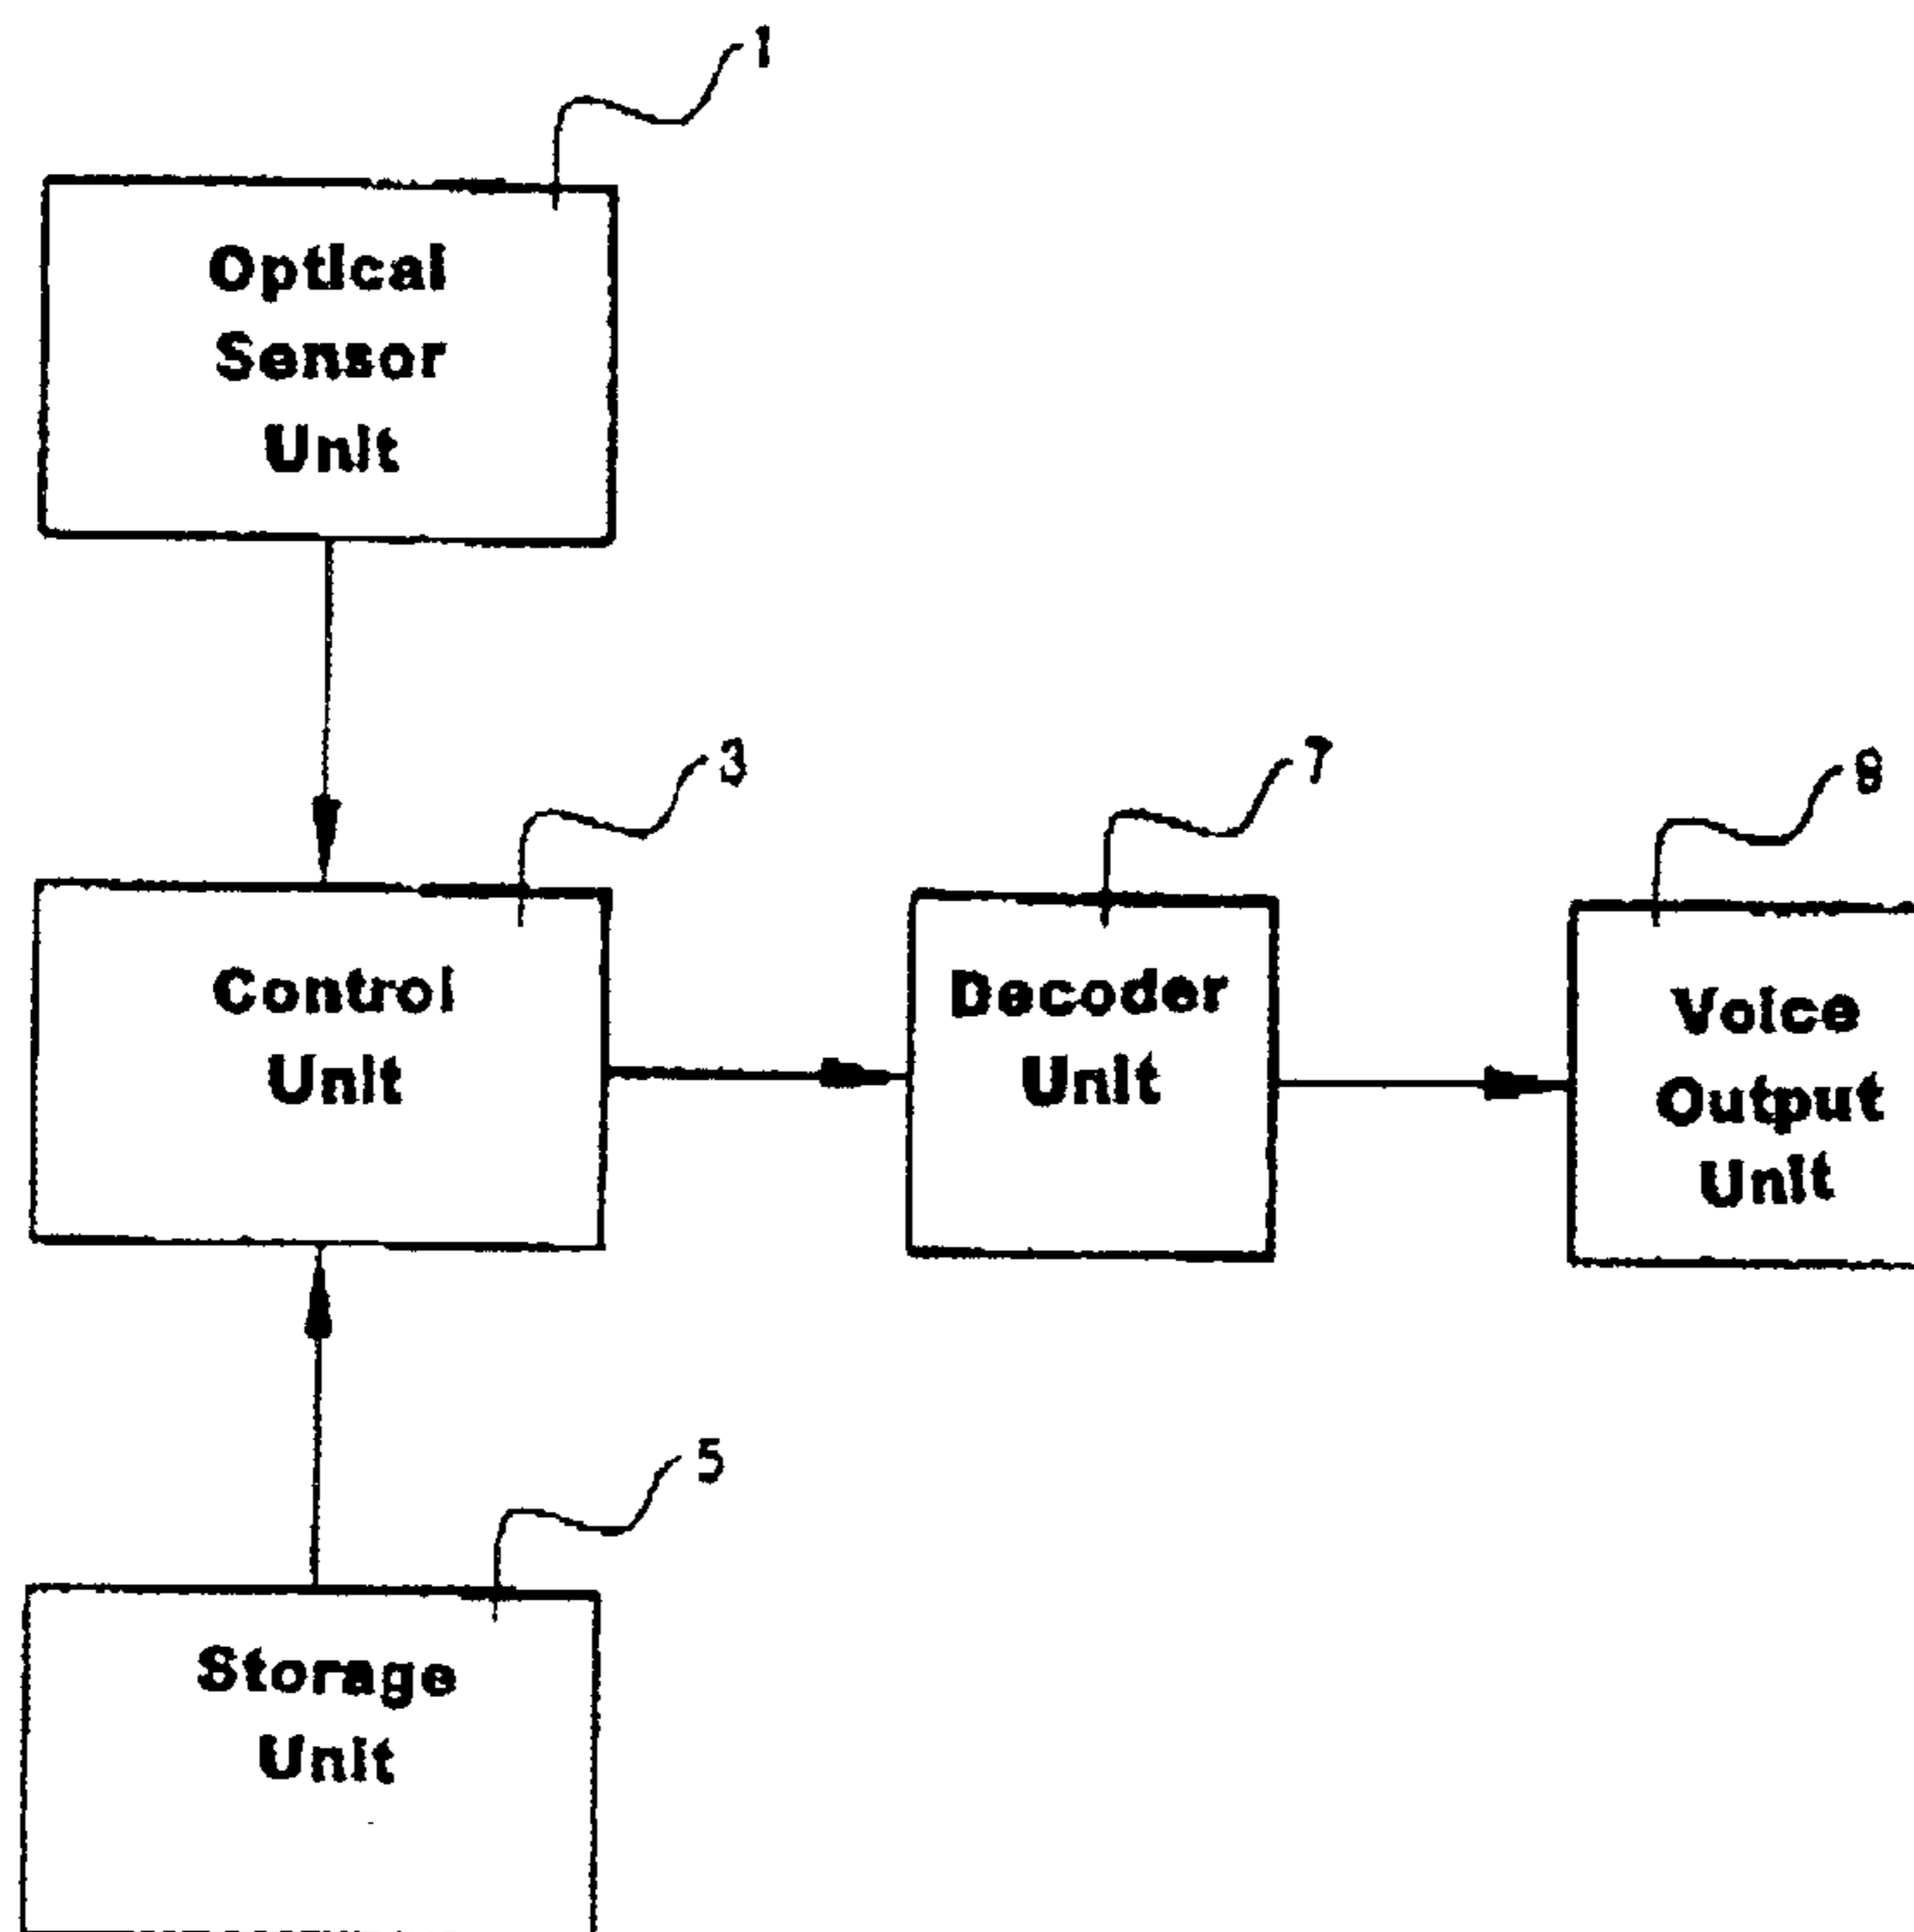 1
Optical
Sensor
Unit
3
Control
Unit
7
Decoder
Unit
9
Voice
Output
Unit
5
Storage
Unit